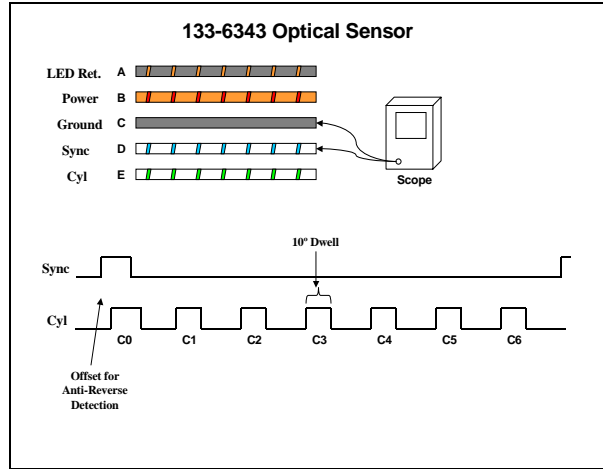 133-6343 Optical Sensor
LED Ret. A
Power B
Ground C
Sync D
Cyl E
Scope
10° Dwell
Sync
Cyl
C0 C1 C2 C3 C4 C5 C6
Offset for
Anti-Reverse
Detection